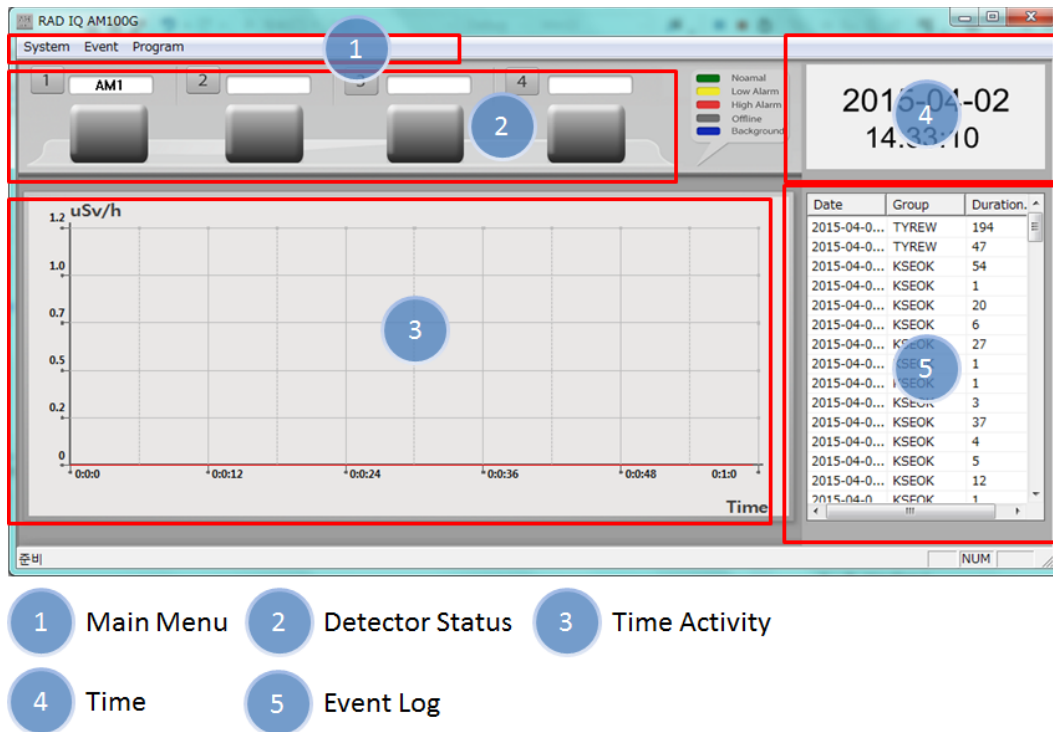 RAD IQ AM100G
System Event Program
1
1 AM1 2 3 4
2
Noamal
Low Alarm
High Alarm
Offline
Background
2015-04-02
14:33:10
4
uSv/h
1.2
1.0
0.7
0.5
0.2
0
0:0:0 0:0:12 0:0:24 0:0:36 0:0:48 0:1:0
Time
3
Date Group Duration.
2015-04-0... TYREW 194
2015-04-0... TYREW 47
2015-04-0... KSEOK 54
2015-04-0... KSEOK 1
2015-04-0... KSEOK 20
2015-04-0... KSEOK 6
2015-04-0... KSEOK 27
2015-04-0... KSEOK 1
2015-04-0... KSEOK 1
2015-04-0... KSEOK 3
2015-04-0... KSEOK 37
2015-04-0... KSEOK 4
2015-04-0... KSEOK 5
2015-04-0... KSEOK 12
2015-04-0 KSEOK 1
5
준비 NUM
1 Main Menu 2 Detector Status 3 Time Activity
4 Time 5 Event Log